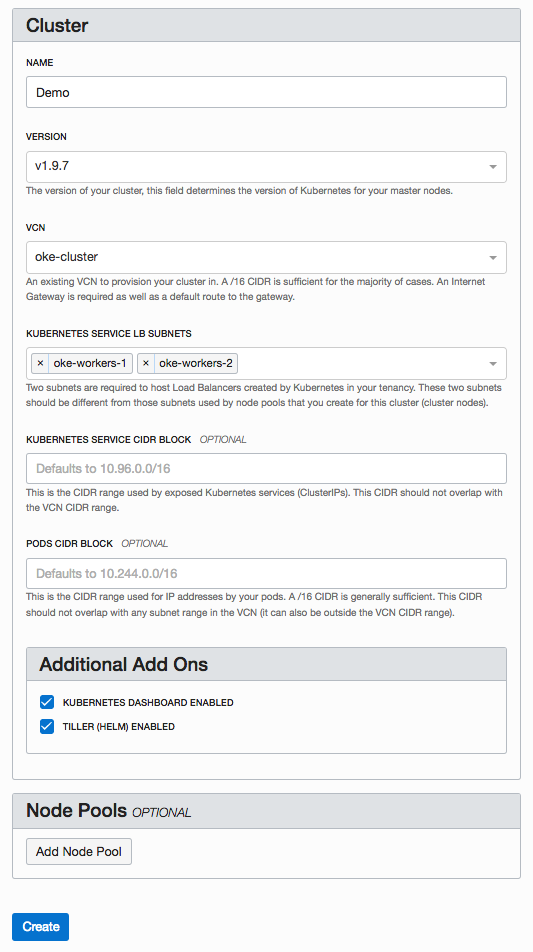 Cluster
NAME
Demo
VERSION
v1.9.7
The version of your cluster, this field determines the version of Kubernetes for your master nodes.
VCN
oke-cluster
An existing VCN to provision your cluster in. A /16 CIDR is sufficient for the majority of cases. An Internet
Gateway is required as well as a default route to the gateway.
KUBERNETES SERVICE LB SUBNETS
× oke-workers-1 × oke-workers-2
Two subnets are required to host Load Balancers created by Kubernetes in your tenancy. These two subnets
should be different from those subnets used by node pools that you create for this cluster (cluster nodes).
KUBERNETES SERVICE CIDR BLOCK OPTIONAL
Defaults to 10.96.0.0/16
This is the CIDR range used by exposed Kubernetes services (ClusterIPs). This CIDR should not overlap with
the VCN CIDR range.
PODS CIDR BLOCK OPTIONAL
Defaults to 10.244.0.0/16
This is the CIDR range used for IP addresses by your pods. A /16 CIDR is generally sufficient. This CIDR
should not overlap with any subnet range in the VCN (it can also be outside the VCN CIDR range).
Additional Add Ons
KUBERNETES DASHBOARD ENABLED
TILLER (HELM) ENABLED
Node Pools OPTIONAL
Add Node Pool
Create